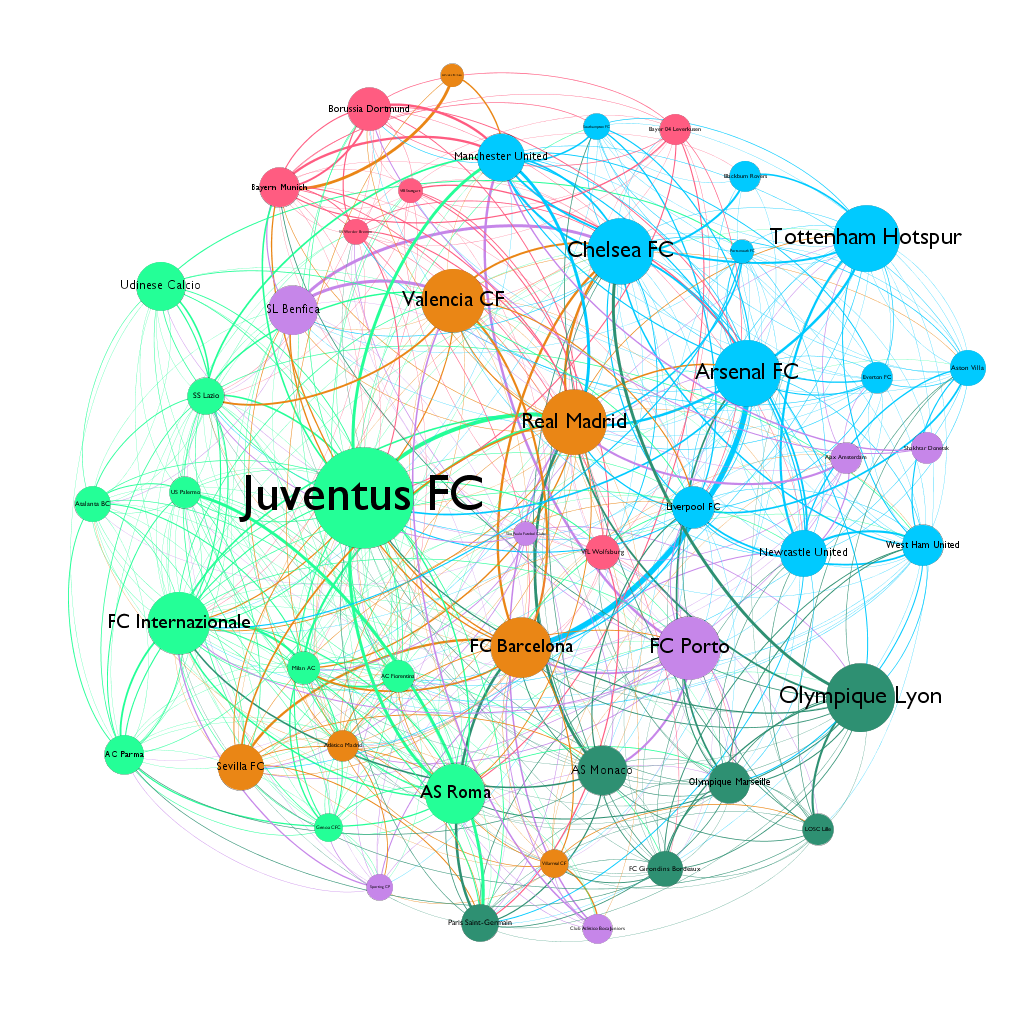 Borussia Dortmund
Manchester United
Bayer 04 Leverkusen
Bayern Munich
Blackburn Rovers
Tottenham Hotspur
Chelsea FC
Udinese Calcio
SL Benfica
Valencia CF
Arsenal FC
Aston Villa
Everton FC
SS Lazio
Real Madrid
Shakhtar Donetsk
Ajax Amsterdam
US Palermo
Juventus FC
Atalanta BC
Liverpool FC
VfL Wolfsburg
Newcastle United
West Ham United
FC Internazionale
FC Barcelona
FC Porto
Milan AC
AC Fiorentina
Olympique Lyon
Atlético Madrid
AC Parma
Sevilla FC
AS Monaco
Olympique Marseille
AS Roma
Genoa CFC
LOSC Lille
Villarreal CF
FC Girondins Bordeaux
Sporting CP
Paris Saint-Germain
Club Atlético Boca Juniors